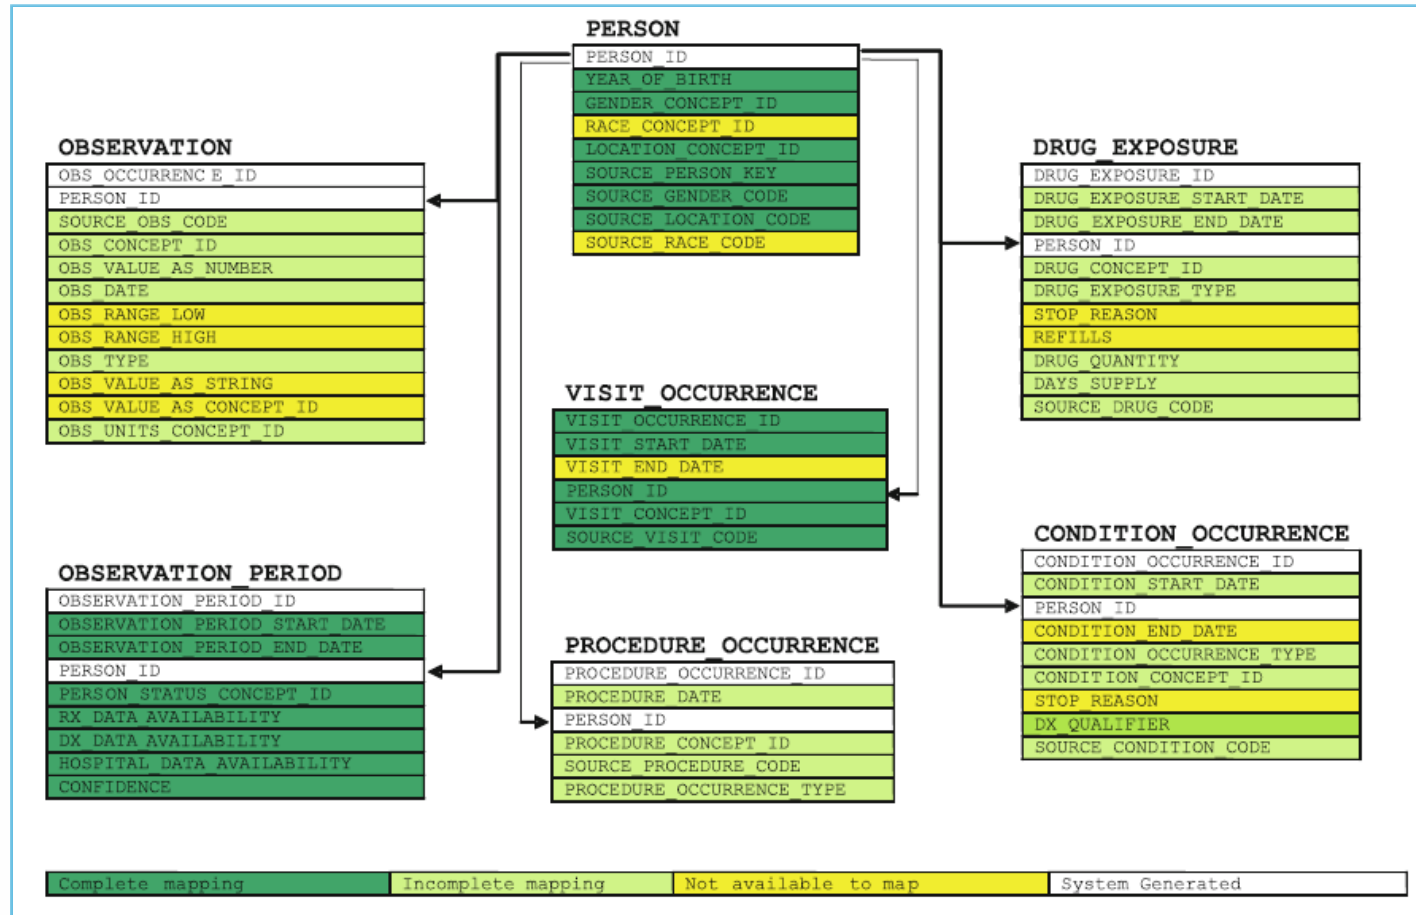 PERSON
PERSON_ID
YEAR_OF_BIRTH
GENDER_CONCEPT_ID
RACE_CONCEPT_ID
LOCATION_CONCEPT_ID
SOURCE_PERSON_KEY
SOURCE_GENDER_CODE
SOURCE_LOCATION_CODE
SOURCE_RACE_CODE
OBSERVATION
OBS_OCCURRENC E_ID
PERSON_ID
SOURCE_OBS_CODE
OBS_CONCEPT_ID
OBS_VALUE_AS_NUMBER
OBS_DATE
OBS_RANGE_LOW
OBS_RANGE_HIGH
OBS_TYPE
OBS_VALUE_AS_STRING
OBS_VALUE_AS_CONCEPT_ID
OBS_UNITS_CONCEPT_ID
DRUG_EXPOSURE
DRUG_EXPOSURE_ID
DRUG_EXPOSURE_START_DATE
DRUG_EXPOSURE_END_DATE
PERSON_ID
DRUG_CONCEPT_ID
DRUG_EXPOSURE_TYPE
STOP_REASON
REFILLS
DRUG_QUANTITY
DAYS_SUPPLY
SOURCE_DRUG_CODE
VISIT_OCCURRENCE
VISIT_OCCURRENCE_ID
VISIT_START_DATE
VISIT_END_DATE
PERSON_ID
VISIT_CONCEPT_ID
SOURCE_VISIT_CODE
OBSERVATION_PERIOD
OBSERVATION_PERIOD_ID
OBSERVATION_PERIOD_START_DATE
OBSERVATION_PERIOD_END_DATE
PERSON_ID
PERSON_STATUS_CONCEPT_ID
RX_DATA_AVAILABILITY
DX_DATA_AVAILABILITY
HOSPITAL_DATA_AVAILABILITY
CONFIDENCE
PROCEDURE_OCCURRENCE
PROCEDURE_OCCURRENCE_ID
PROCEDURE_DATE
PERSON_ID
PROCEDURE_CONCEPT_ID
SOURCE_PROCEDURE_CODE
PROCEDURE_OCCURRENCE_TYPE
CONDITION_OCCURRENCE
CONDITION_OCCURRENCE_ID
CONDITION_START_DATE
PERSON_ID
CONDITION_END_DATE
CONDITION_OCCURRENCE_TYPE
CONDITION_CONCEPT_ID
STOP_REASON
DX_QUALIFIER
SOURCE_CONDITION_CODE
Complete mapping
Incomplete mapping
Not available to map
System Generated